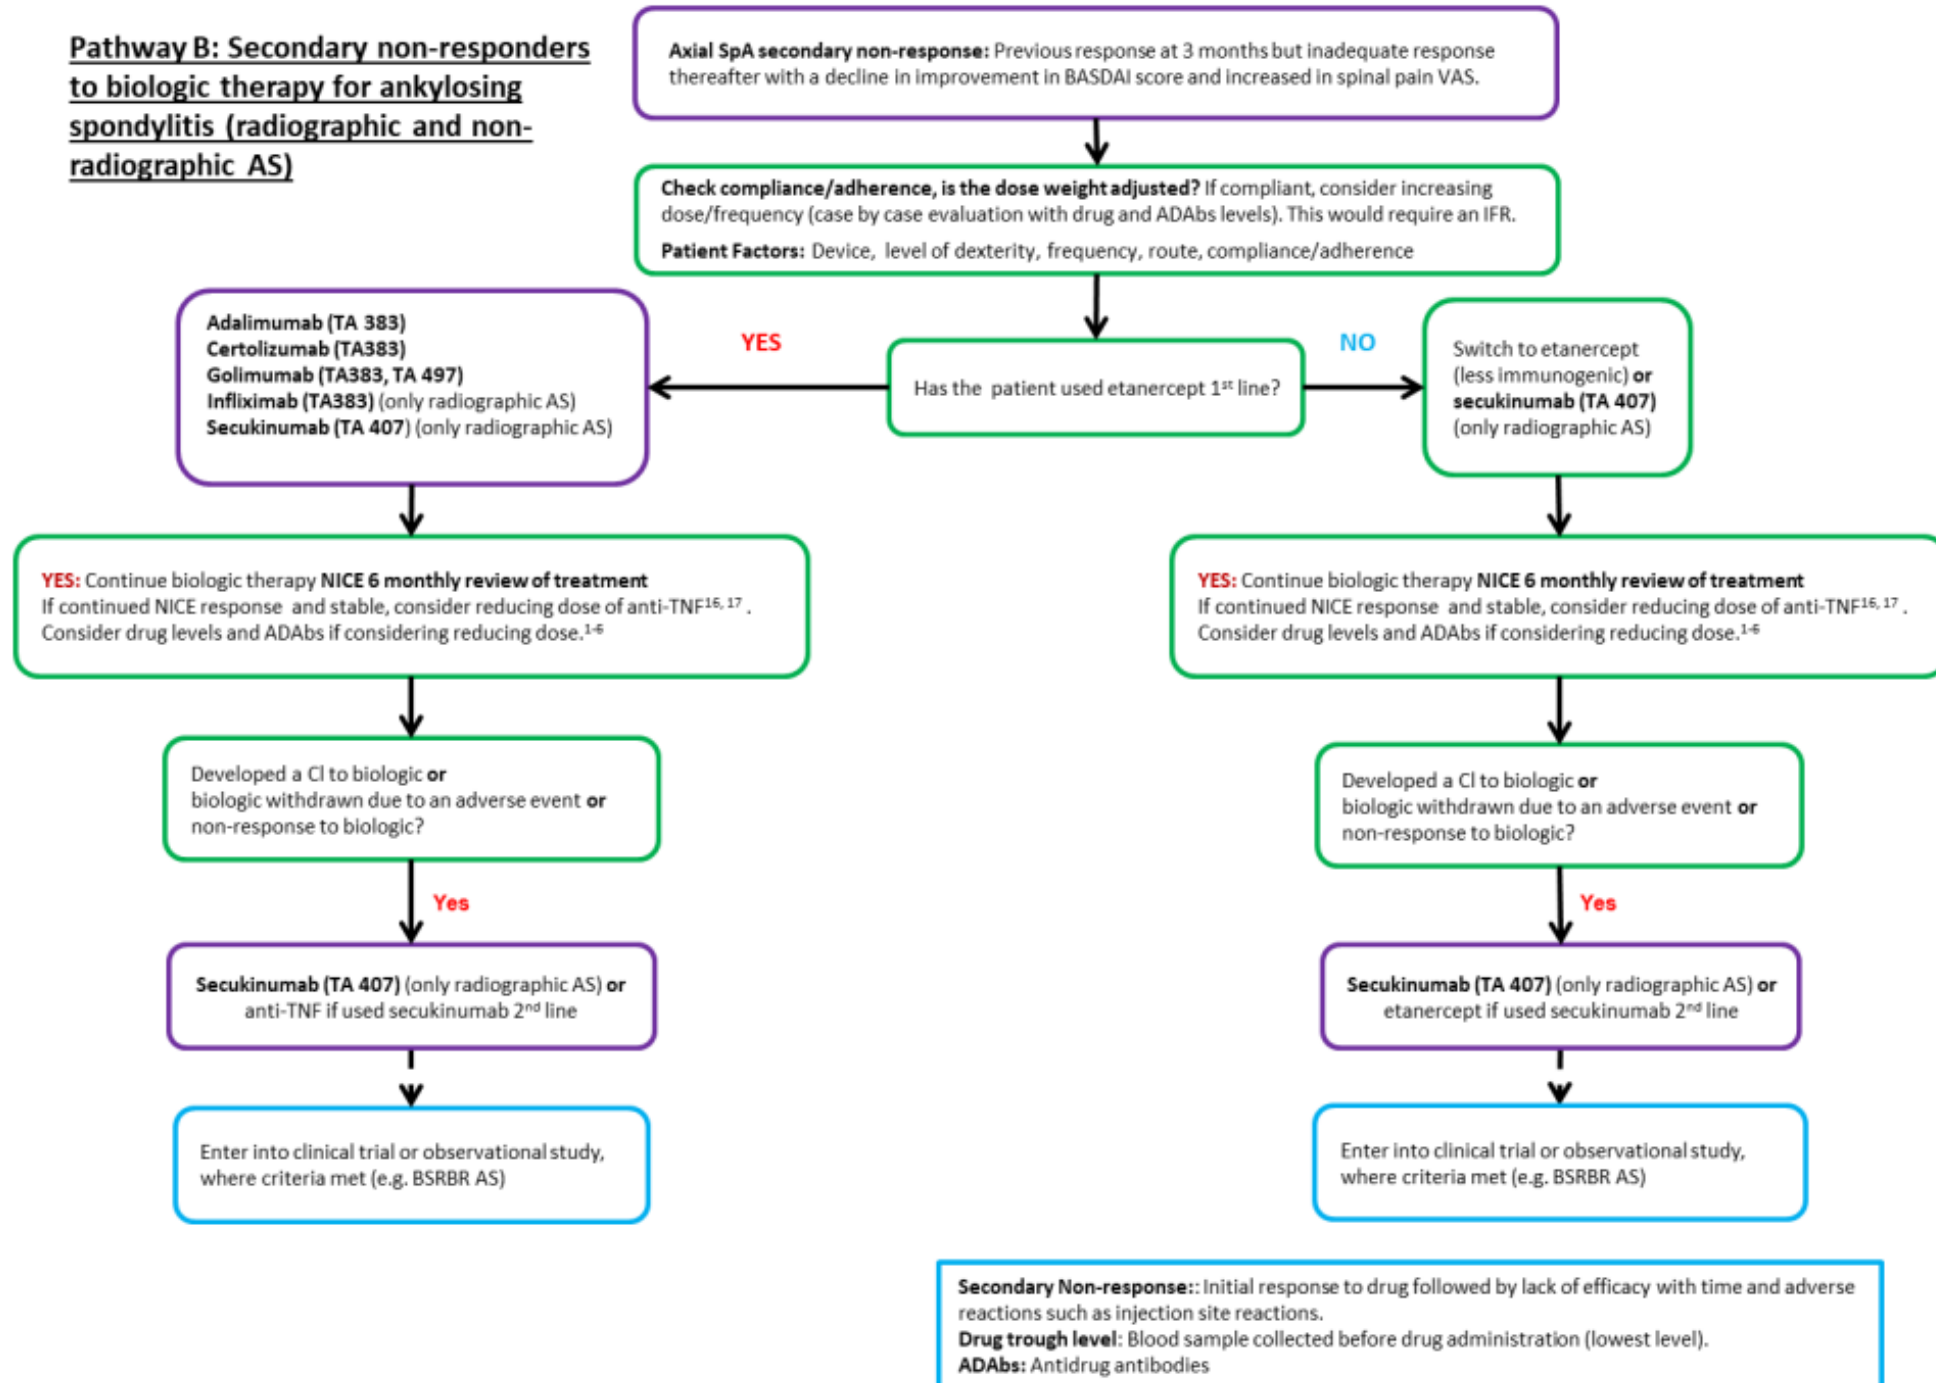 Pathway B: Secondary non-responders
to biologic therapy for ankylosing
spondylitis (radiographic and non-
radiographic AS)
Axial SpA secondary non-response: Previous response at 3 months but inadequate response
thereafter with a decline in improvement in BASDAI score and increased in spinal pain VAS.
Check compliance/adherence, is the dose weight adjusted? If compliant, consider increasing
dose/frequency (case by case evaluation with drug and ADAbs levels). This would require an IFR.
Patient Factors: Device, level of dexterity, frequency, route, compliance/adherence
Has the patient used etanercept 1st line?
YES
Adalimumab (TA 383)
Certolizumab (TA383)
Golimumab (TA383, TA 497)
Infliximab (TA383) (only radiographic AS)
Secukinumab (TA 407) (only radiographic AS)
NO
Switch to etanercept
(less immunogenic) or
secukinumab (TA 407)
(only radiographic AS)
YES: Continue biologic therapy NICE 6 monthly review of treatment
If continued NICE response and stable, consider reducing dose of anti-TNF16, 17 .
Consider drug levels and ADAbs if considering reducing dose.1-6
YES: Continue biologic therapy NICE 6 monthly review of treatment
If continued NICE response and stable, consider reducing dose of anti-TNF16, 17 .
Consider drug levels and ADAbs if considering reducing dose.1-6
Developed a CI to biologic or
biologic withdrawn due to an adverse event or
non-response to biologic?
Developed a CI to biologic or
biologic withdrawn due to an adverse event or
non-response to biologic?
Yes
Yes
Secukinumab (TA 407) (only radiographic AS) or
anti-TNF if used secukinumab 2nd line
Secukinumab (TA 407) (only radiographic AS) or
etanercept if used secukinumab 2nd line
Enter into clinical trial or observational study,
where criteria met (e.g. BSRBR AS)
Enter into clinical trial or observational study,
where criteria met (e.g. BSRBR AS)
Secondary Non-response:: Initial response to drug followed by lack of efficacy with time and adverse
reactions such as injection site reactions.
Drug trough level: Blood sample collected before drug administration (lowest level).
ADAbs: Antidrug antibodies